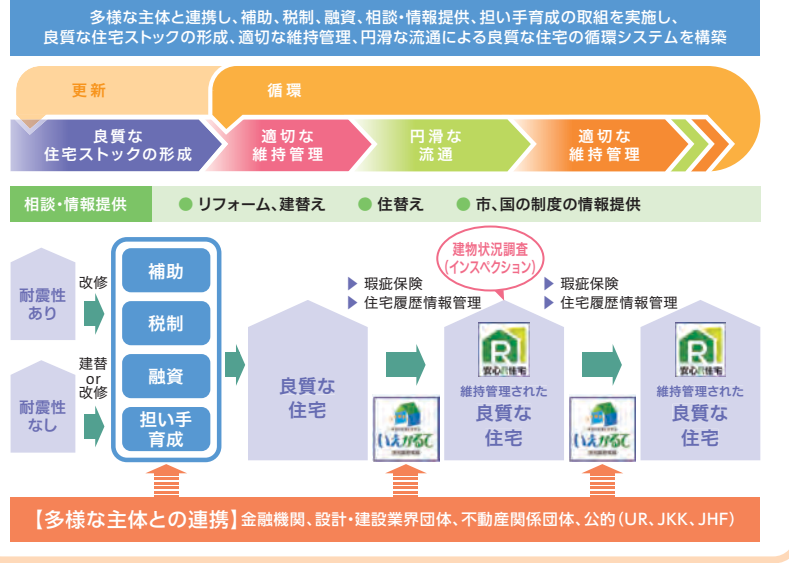 多様な主体と連携し、補助、税制、融資、相談・情報提供、担い手育成の取組を実施し、
良質な住宅ストックの形成、適切な維持管理、円滑な流通による良質な住宅の循環システムを構築
更新
循環
良質な
住宅ストックの形成
適切な
維持管理
円滑な
流通
適切な
維持管理
相談・情報提供
● リフォーム、建替え
● 住替え
● 市、国の制度の情報提供
耐震性
あり
改修
耐震性
なし
建替
or
改修
補助
税制
融資
担い手
育成
良質な
住宅
▶ 瑕疵保険
▶ 住宅履歴情報管理
いえかるて
建物状況調査
(インスペクション)
R
安心R住宅
維持管理された
良質な
住宅
▶ 瑕疵保険
▶ 住宅履歴情報管理
いえかるて
R
安心R住宅
維持管理された
良質な
住宅
【多様な主体との連携】金融機関、設計・建設業界団体、不動産関係団体、公的(UR、JKK、JHF)